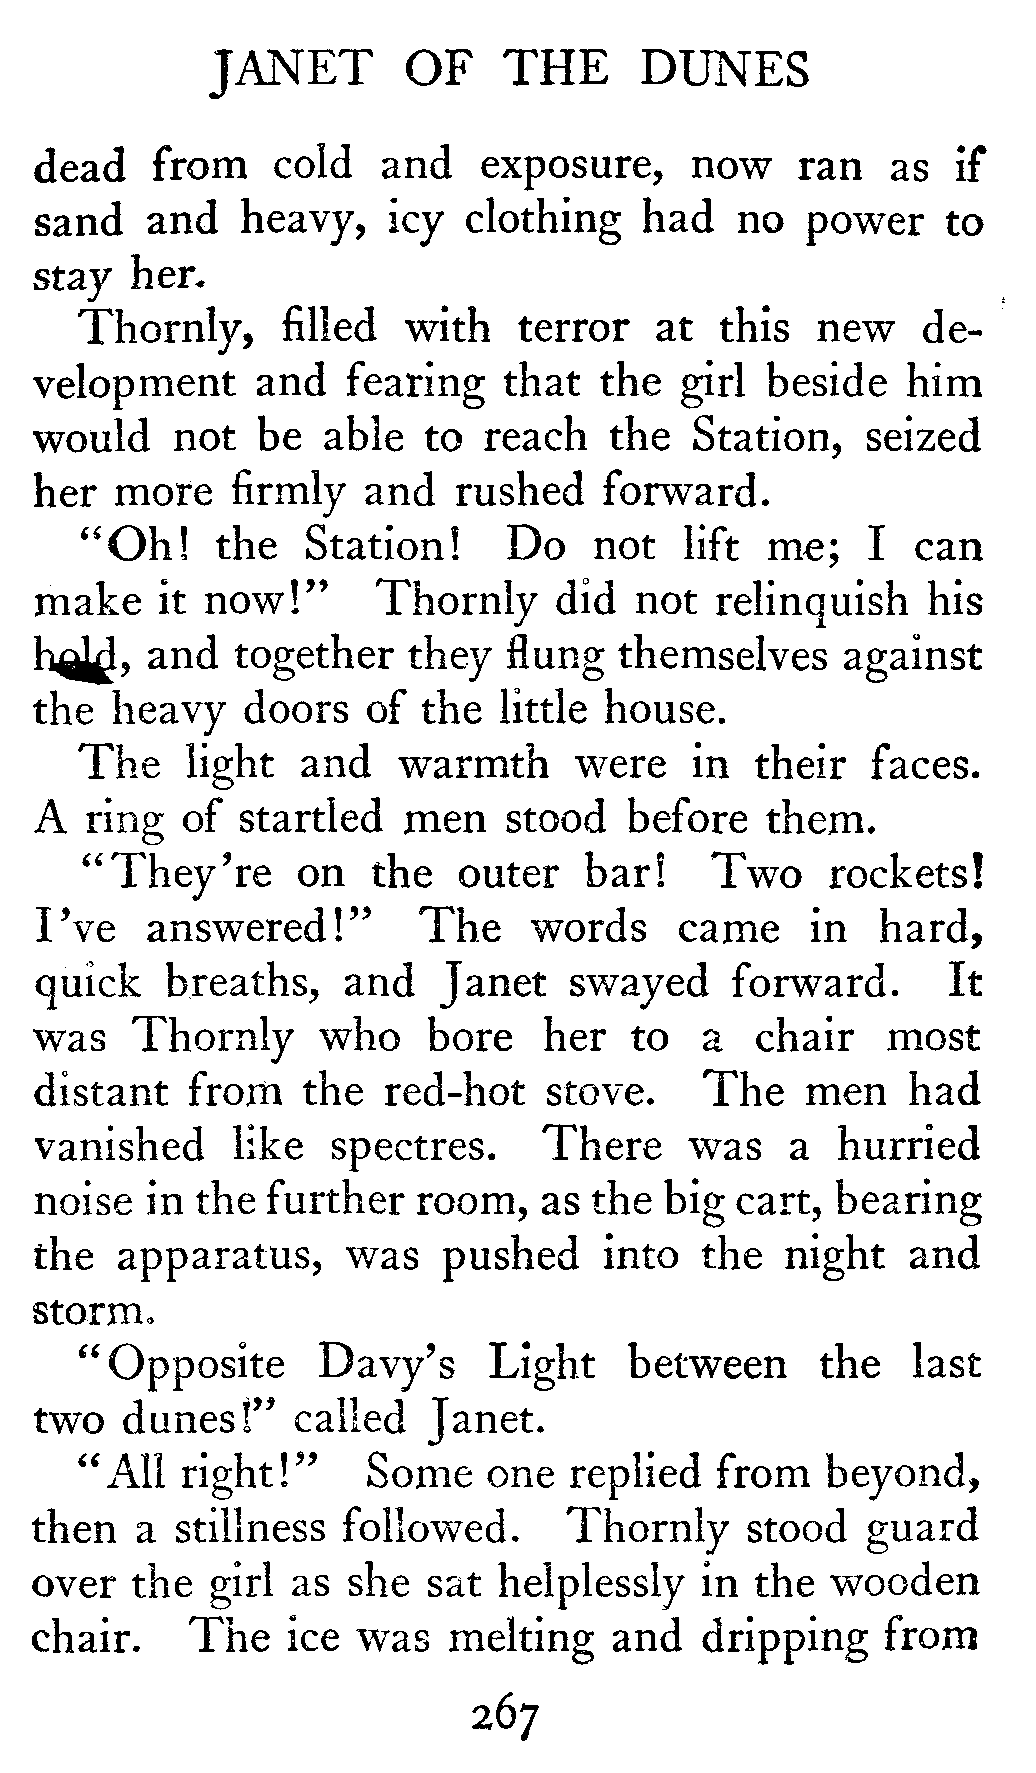 JANET OF THE DUNES
dead from cold and exposure, now ran as if
sand and heavy, icy clothing had no power to
stay her.
Thornly, filled with terror at this new de-
velopment and fearing that the girl beside him
would not be able to reach the Station, seized
her more firmly and rushed forward.
"Oh! the Station! Do not lift me; I can
make it now!" Thornly did not relinquish his
hold, and together they flung themselves against
the heavy doors of the little house.
The light and warmth were in their faces.
A ring of startled men stood before them.
"They're on the outer bar! Two rockets!
I've answered!" The words came in hard,
quick breaths, and Janet swayed forward. It
was Thornly who bore her to a chair most
distant from the red-hot stove. The men had
vanished like spectres. There was a hurried
noise in the further room, as the big cart, bearing
the apparatus, was pushed into the night and
storm.
"Opposite Davy's Light between the last
two dunes!" called Janet.
"All right!" Some one replied from beyond,
then a stillness followed. Thornly stood guard
over the girl as she sat helplessly in the wooden
chair. The ice was melting and dripping from
267